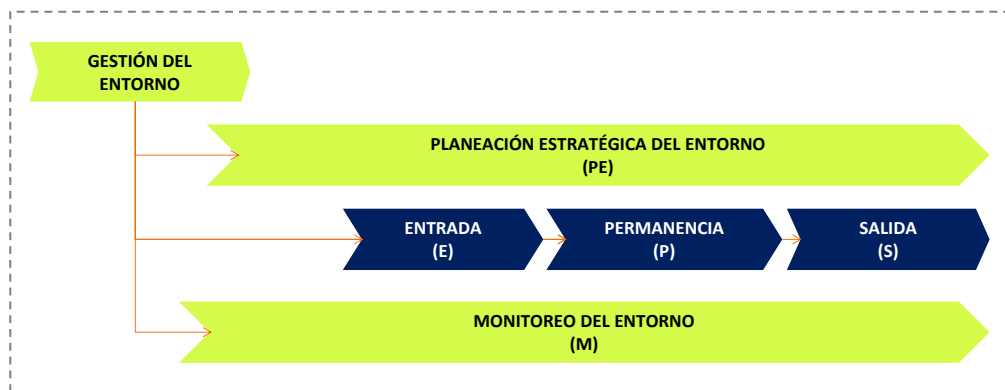 GESTIÓN DEL
ENTORNO
PLANEACIÓN ESTRATÉGICA DEL ENTORNO
(PE)
ENTRADA
(E)
PERMANENCIA
(P)
SALIDA
(S)
MONITOREO DEL ENTORNO
(M)